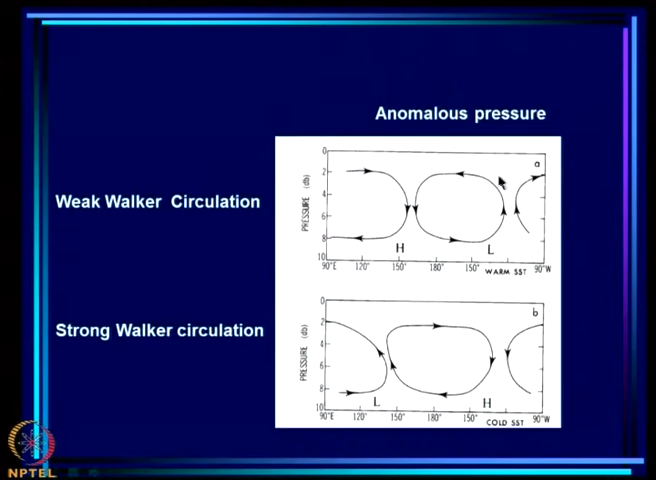 Anomalous pressure
Weak Walker Circulation
Strong Walker circulation
0
2
4
6
8
10
PRESSURE (db)
a
H
L
90°E 120° 150° 180° 150° 120° WARM SST 90°W
0
2
4
6
8
10
PRESSURE (db)
b
L
H
90°E 120° 150° 180° 150° COLD SST 90°W
NPTEL